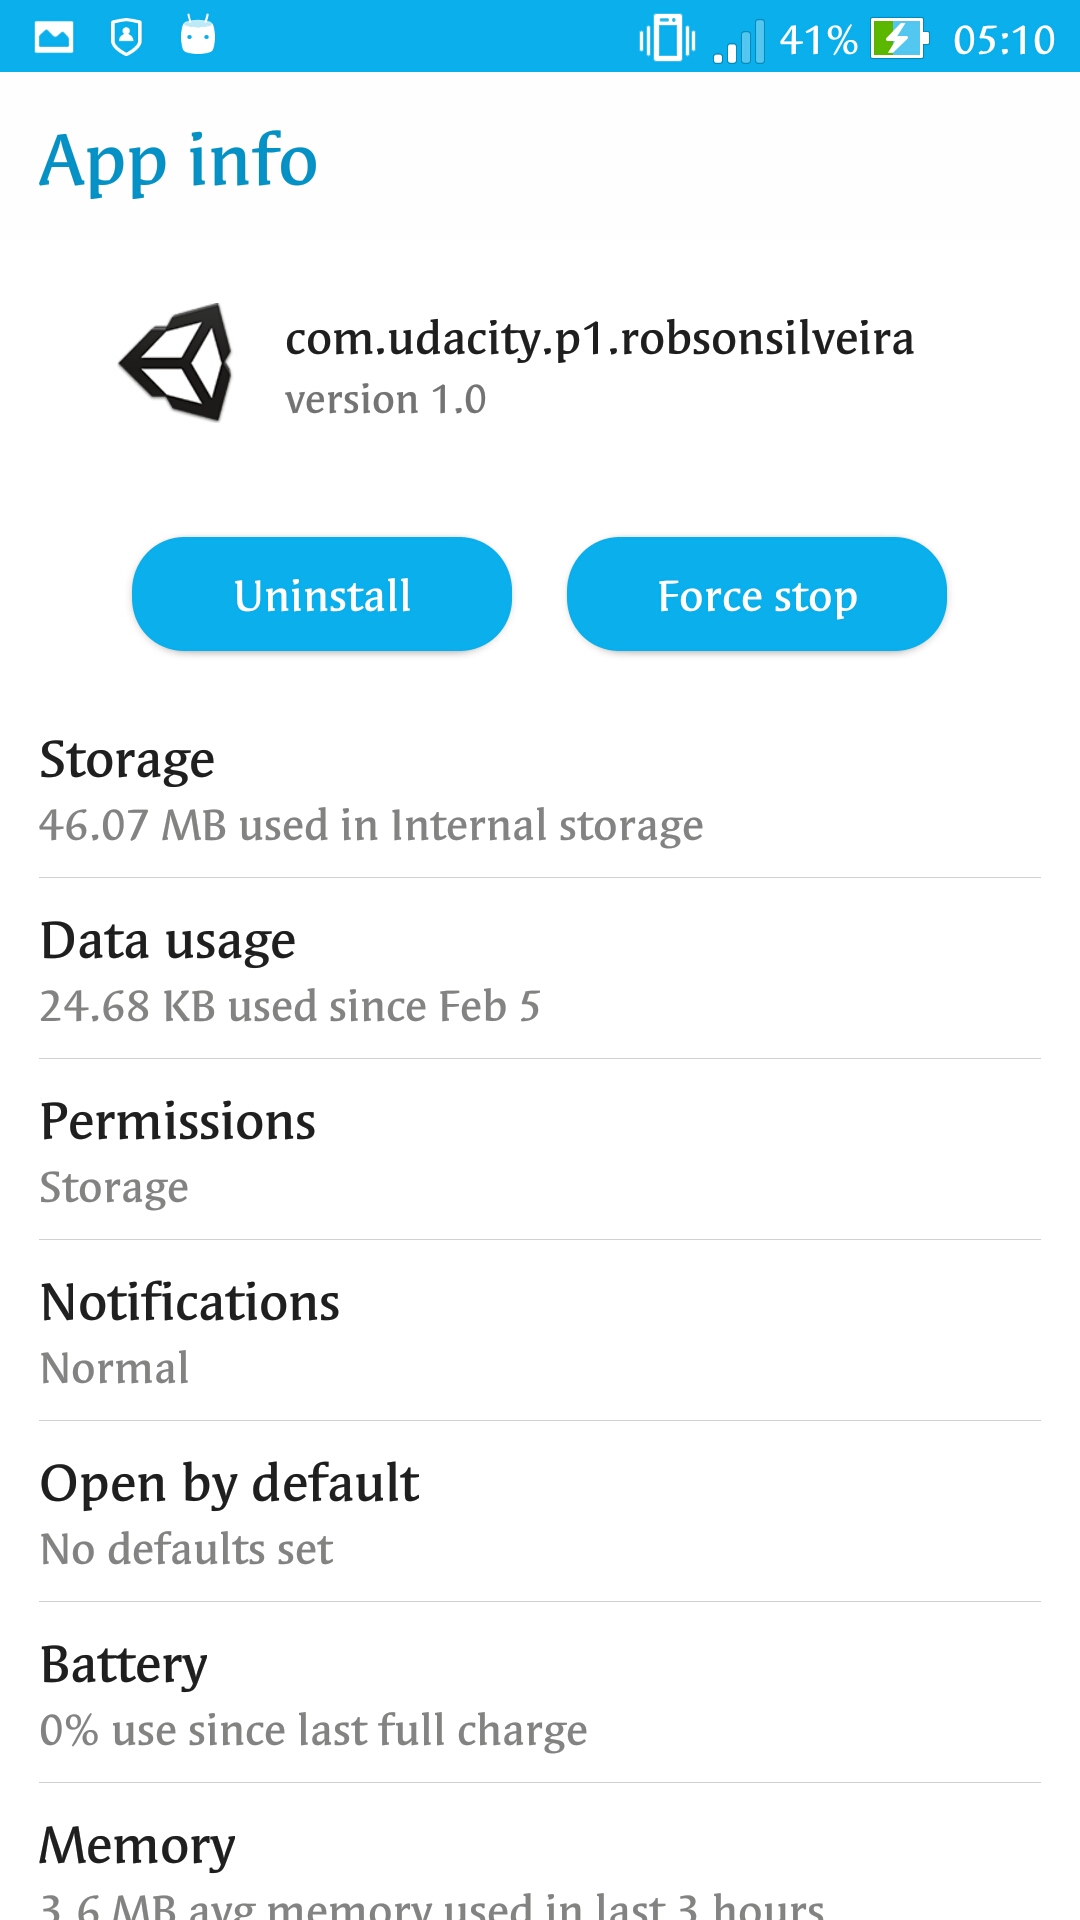 41% 05:10
App info
com.udacity.p1.robsonsilveira
version 1.0
Uninstall Force stop
Storage
46.07 MB used in Internal storage
Data usage
24.68 KB used since Feb 5
Permissions
Storage
Notifications
Normal
Open by default
No defaults set
Battery
0% use since last full charge
Memory
3.6 MB avg memory used in last 3 hours